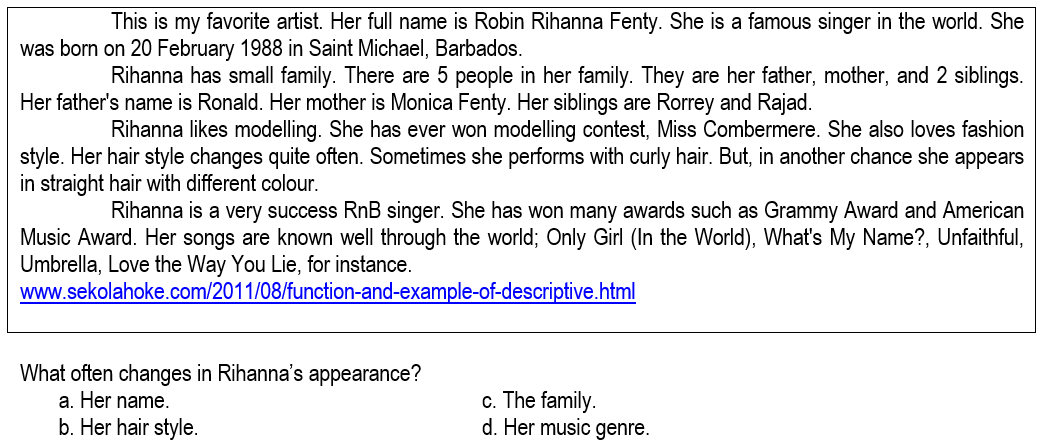 This is my favorite artist. Her full name is Robin Rihanna Fenty. She is a famous singer in the world. She
was born on 20 February 1988 in Saint Michael, Barbados.
Rihanna has small family. There are 5 people in her family. They are her father, mother, and 2 siblings.
Her father's name is Ronald. Her mother is Monica Fenty. Her siblings are Rorrey and Rajad.
Rihanna likes modelling. She has ever won modelling contest, Miss Combermere. She also loves fashion
style. Her hair style changes quite often. Sometimes she performs with curly hair. But, in another chance she appears
in straight hair with different colour.
Rihanna is a very success RnB singer. She has won many awards such as Grammy Award and American
Music Award. Her songs are known well through the world; Only Girl (In the World), What's My Name?, Unfaithful,
Umbrella, Love the Way You Lie, for instance.
www.sekolahoke.com/2011/08/function-and-example-of-descriptive.html
What often changes in Rihanna’s appearance?
a. Her name. c. The family.
b. Her hair style. d. Her music genre.